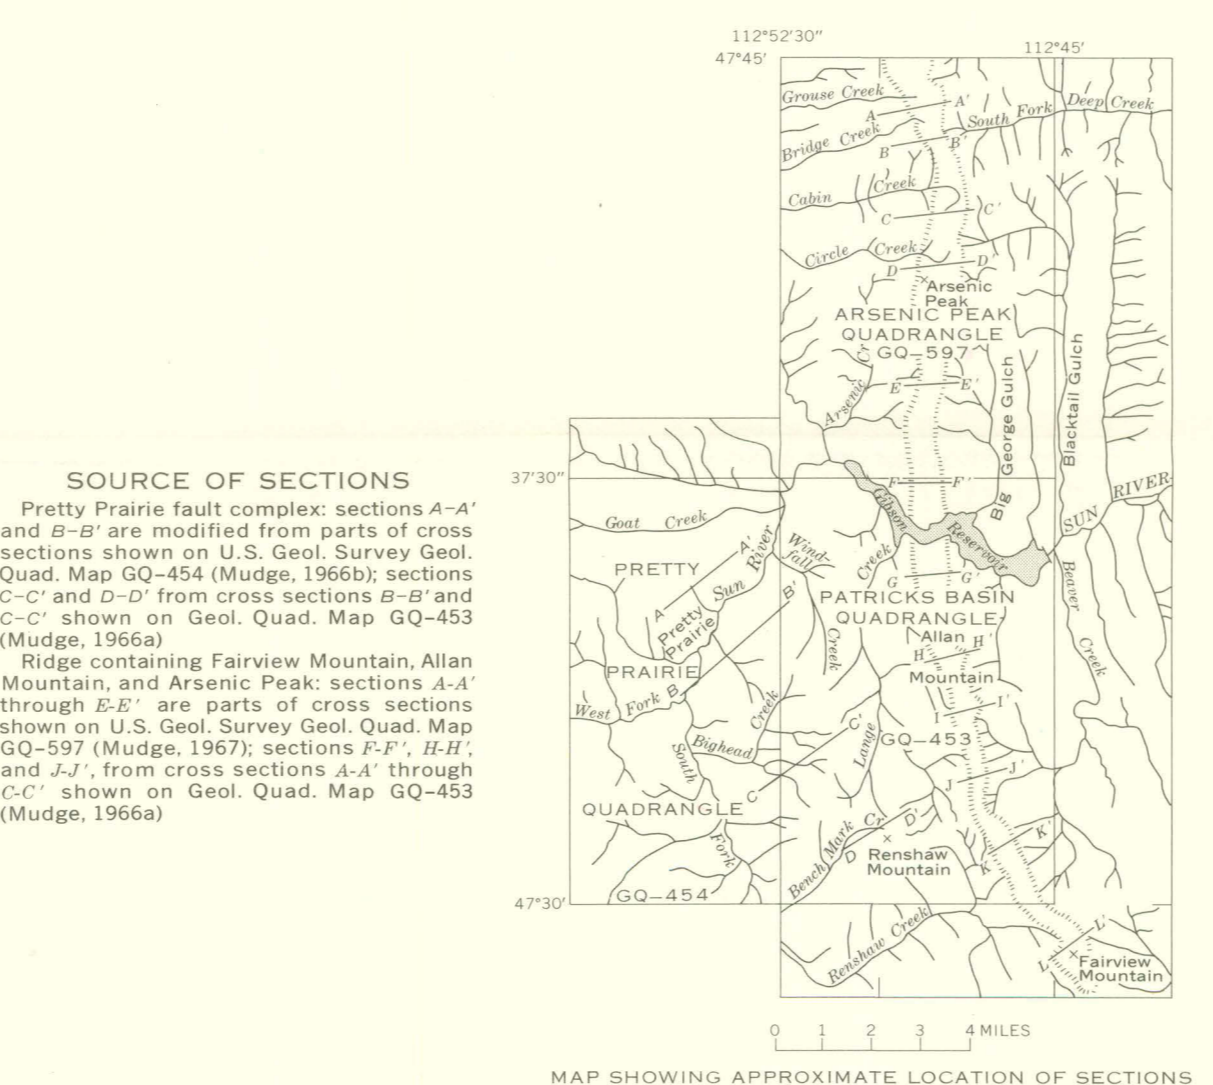 SOURCE OF SECTIONS
Pretty Prairie fault complex: sections A–A′
and B–B′ are modified from parts of cross
sections shown on U.S. Geol. Survey Geol.
Quad. Map GQ–454 (Mudge, 1966b); sections
C–C′ and D–D′ from cross sections B–B′ and
C–C′ shown on Geol. Quad. Map GQ–453
(Mudge, 1966a)
Ridge containing Fairview Mountain, Allan
Mountain, and Arsenic Peak: sections A-A′
through E-E′ are parts of cross sections
shown on U.S. Geol. Survey Geol. Quad. Map
GQ–597 (Mudge, 1967); sections F-F′, H-H′,
and J-J′, from cross sections A-A′ through
C-C′ shown on Geol. Quad. Map GQ–453
(Mudge, 1966a)
112°52′30″
47°45′
112°45′
Grouse Creek
A A′
South Fork
Deep Creek
Bridge Creek
B B′
Cabin Creek
C C′
Circle Creek
D D′
Arsenic
Peak
ARSENIC PEAK
QUADRANGLE
GQ–597
Arsenic Cr
E E′
Big George Gulch
Blacktail Gulch
37′30″
F F′
Gibson Reservoir
SUN RIVER
Goat Creek
PRETTY
A A′
Sun River
Wind-
fall
Creek
Creek
G G′
Beaver
Creek
PATRICKS BASIN
QUADRANGLE
Pretty
Prairie
B B′
PRAIRIE
West Fork
Allan
H H′
Mountain
I I′
GQ–453
South
Bighead Creek
C C′
Lange
J J′
QUADRANGLE
Fork
Bench Mark Cr
D D′
K K′
Renshaw
Mountain
GQ–454
47°30′
Renshaw Creek
L L′
Fairview
Mountain
0 1 2 3 4 MILES
MAP SHOWING APPROXIMATE LOCATION OF SECTIONS